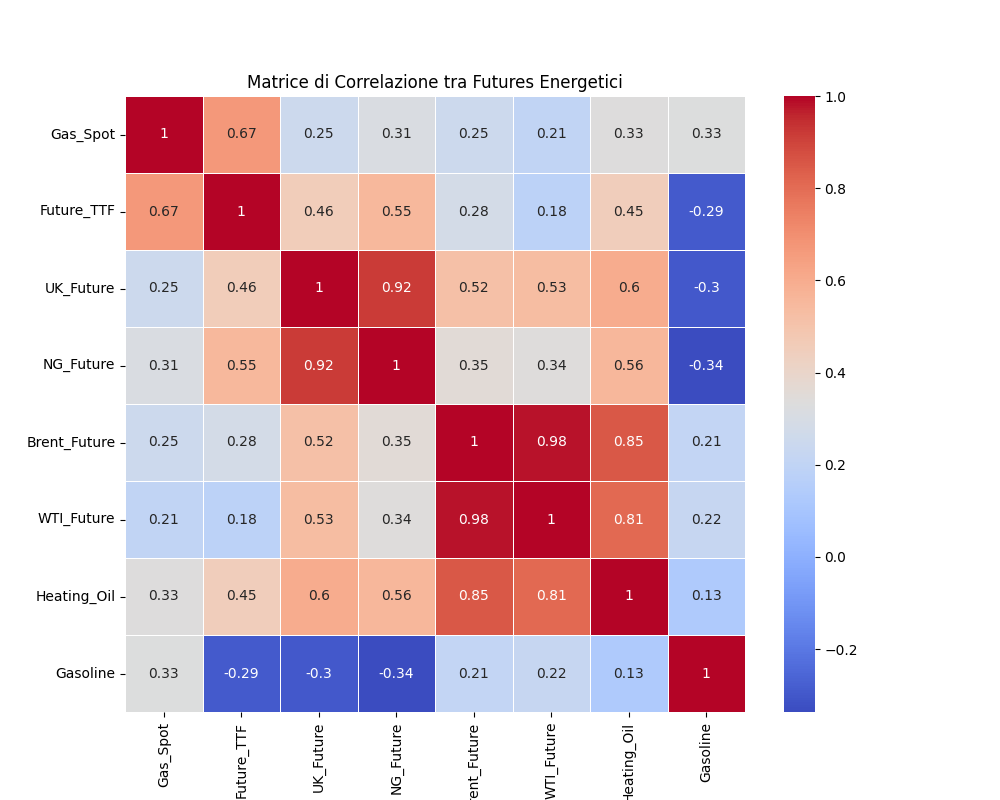 Matrice di Correlazione tra Futures Energetici
Gas_Spot 1 0.67 0.25 0.31 0.25 0.21 0.33 0.33
Future_TTF 0.67 1 0.46 0.55 0.28 0.18 0.45 -0.29
UK_Future 0.25 0.46 1 0.92 0.52 0.53 0.6 -0.3
NG_Future 0.31 0.55 0.92 1 0.35 0.34 0.56 -0.34
Brent_Future 0.25 0.28 0.52 0.35 1 0.98 0.85 0.21
WTI_Future 0.21 0.18 0.53 0.34 0.98 1 0.81 0.22
Heating_Oil 0.33 0.45 0.6 0.56 0.85 0.81 1 0.13
Gasoline 0.33 -0.29 -0.3 -0.34 0.21 0.22 0.13 1
Gas_Spot
Future_TTF
UK_Future
NG_Future
rent_Future
WTI_Future
Heating_Oil
Gasoline
1.0
0.8
0.6
0.4
0.2
0.0
−0.2